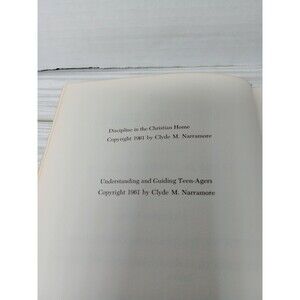 Discipline in the Christian Home
Copyright 1961 by Clyde M. Narramore
Understanding and Guiding Teen-Agers
Copyright 1961 by Clyde M. Narramore